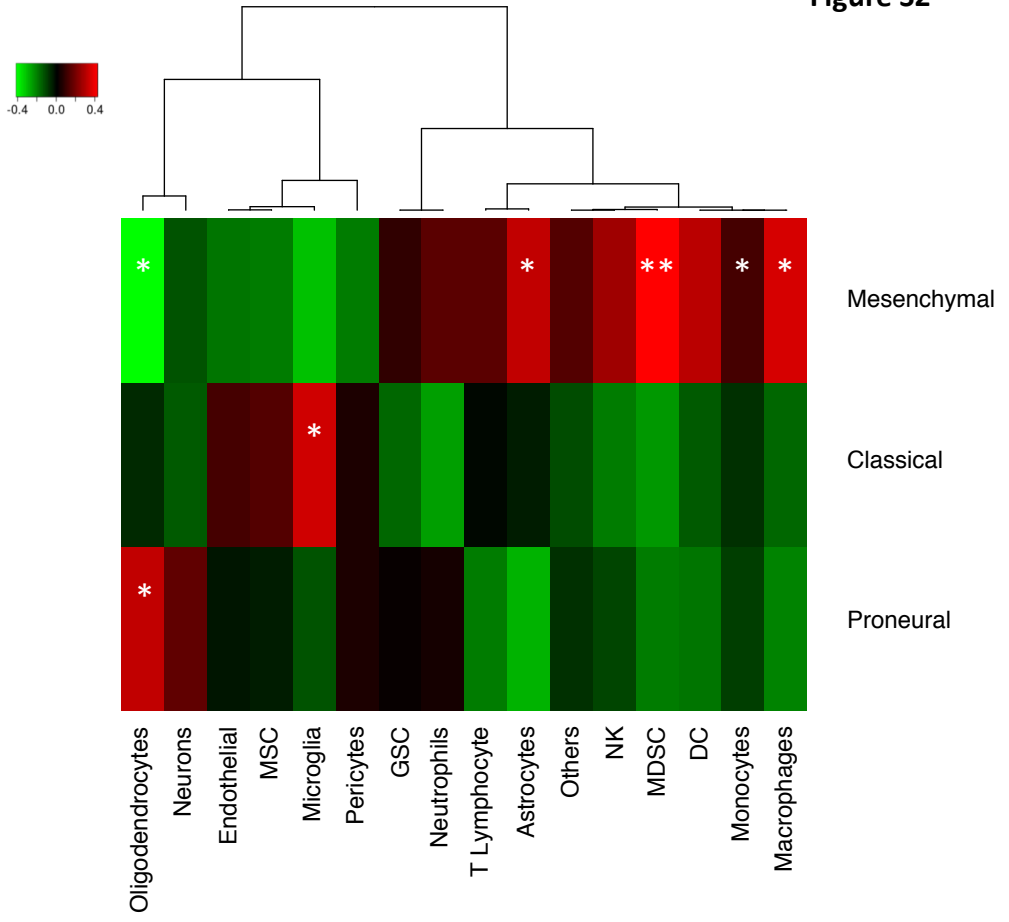 Figure S2
-0.4 0.0 0.4
* * ** * *
Mesenchymal
*
Classical
*
Proneural
Oligodendrocytes
Neurons
Endothelial
MSC
Microglia
Pericytes
GSC
Neutrophils
T Lymphocyte
Astrocytes
Others
NK
MDSC
DC
Monocytes
Macrophages